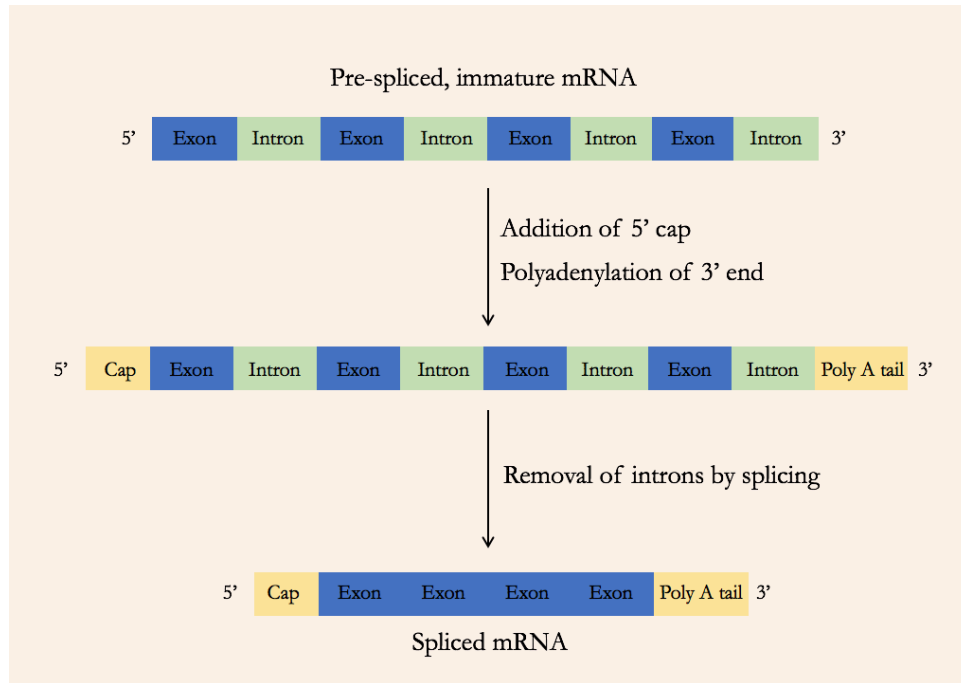 Pre-spliced, immature mRNA
5’ Exon Intron Exon Intron Exon Intron Exon Intron 3’
Addition of 5’ cap
Polyadenylation of 3’ end
5’ Cap Exon Intron Exon Intron Exon Intron Exon Intron Poly A tail 3’
Removal of introns by splicing
5’ Cap Exon Exon Exon Exon Poly A tail 3’
Spliced mRNA